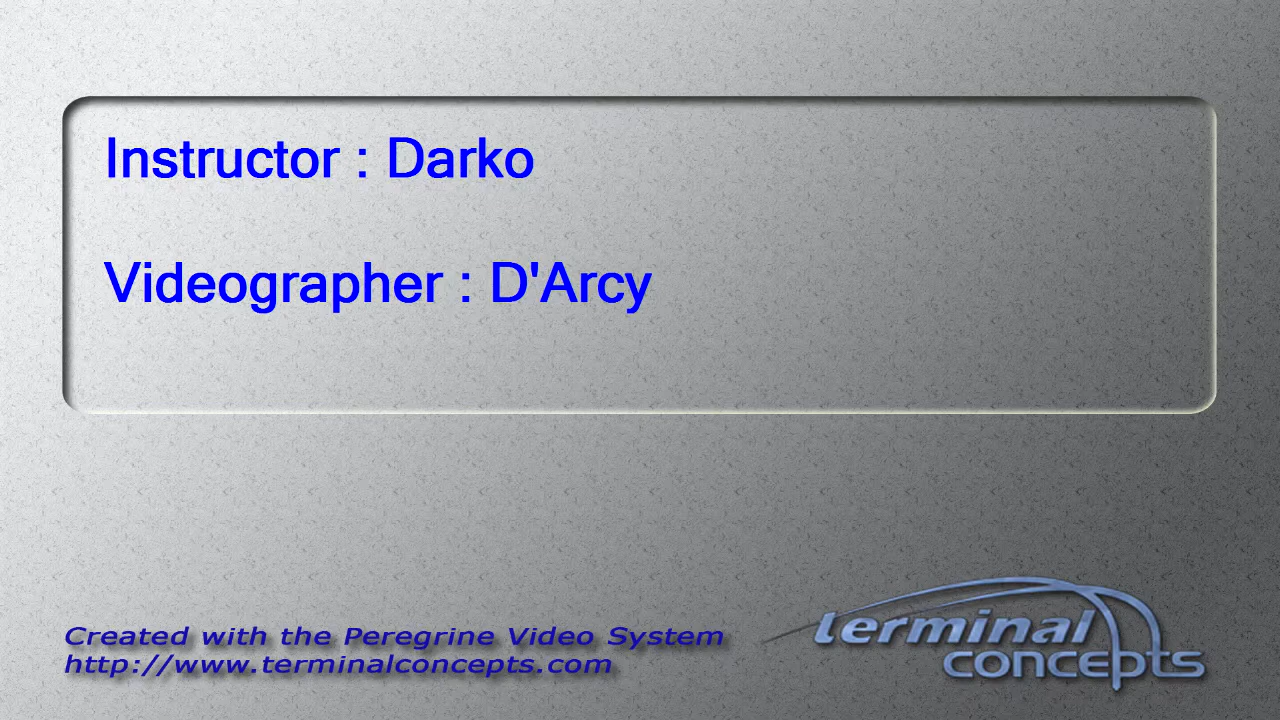 Instructor : Darko
Videographer : D'Arcy
Created with the Peregrine Video System
http://www.terminalconcepts.com
terminal
concepts